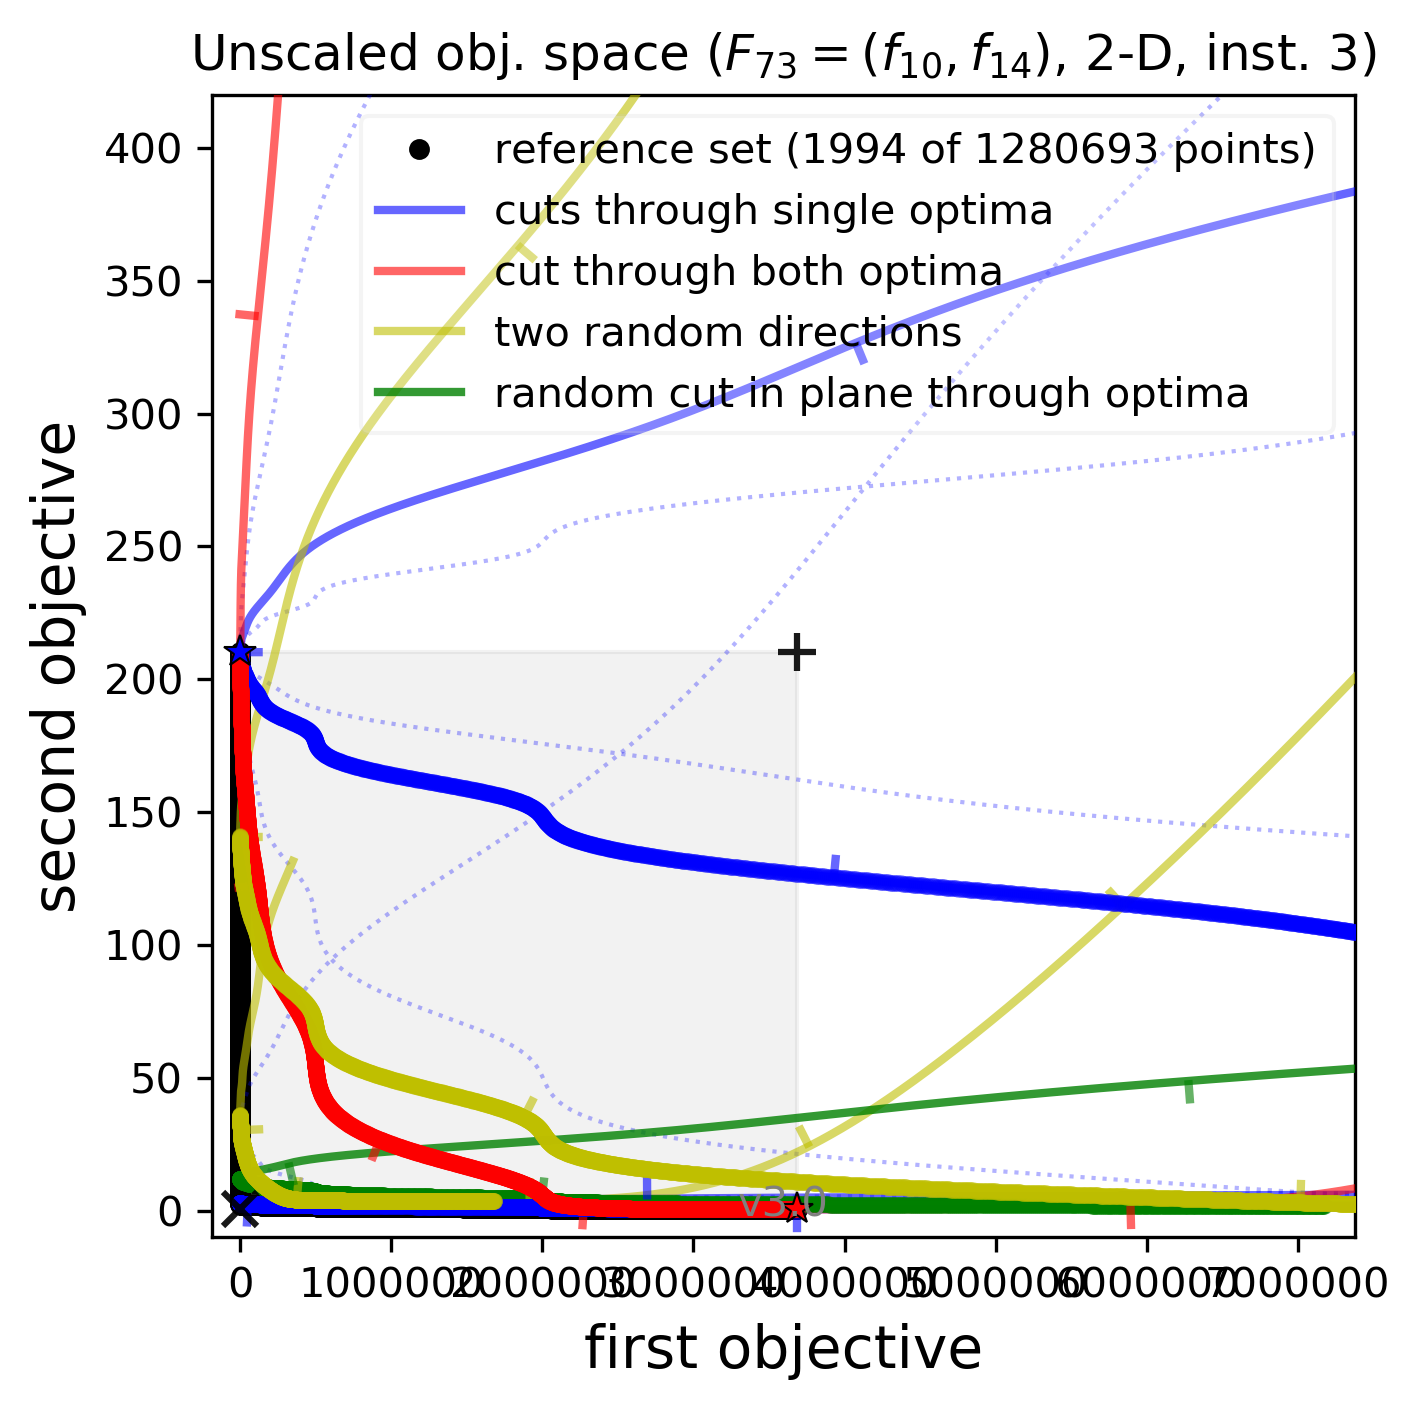 Unscaled obj. space (F73 = (f10, f14), 2-D, inst. 3)
reference set (1994 of 1280693 points)
cuts through single optima
cut through both optima
two random directions
random cut in plane through optima
second objective
400
350
300
250
200
150
100
50
0
v3.0
0 1000000 2000000 3000000 4000000 5000000 6000000 7000000
first objective